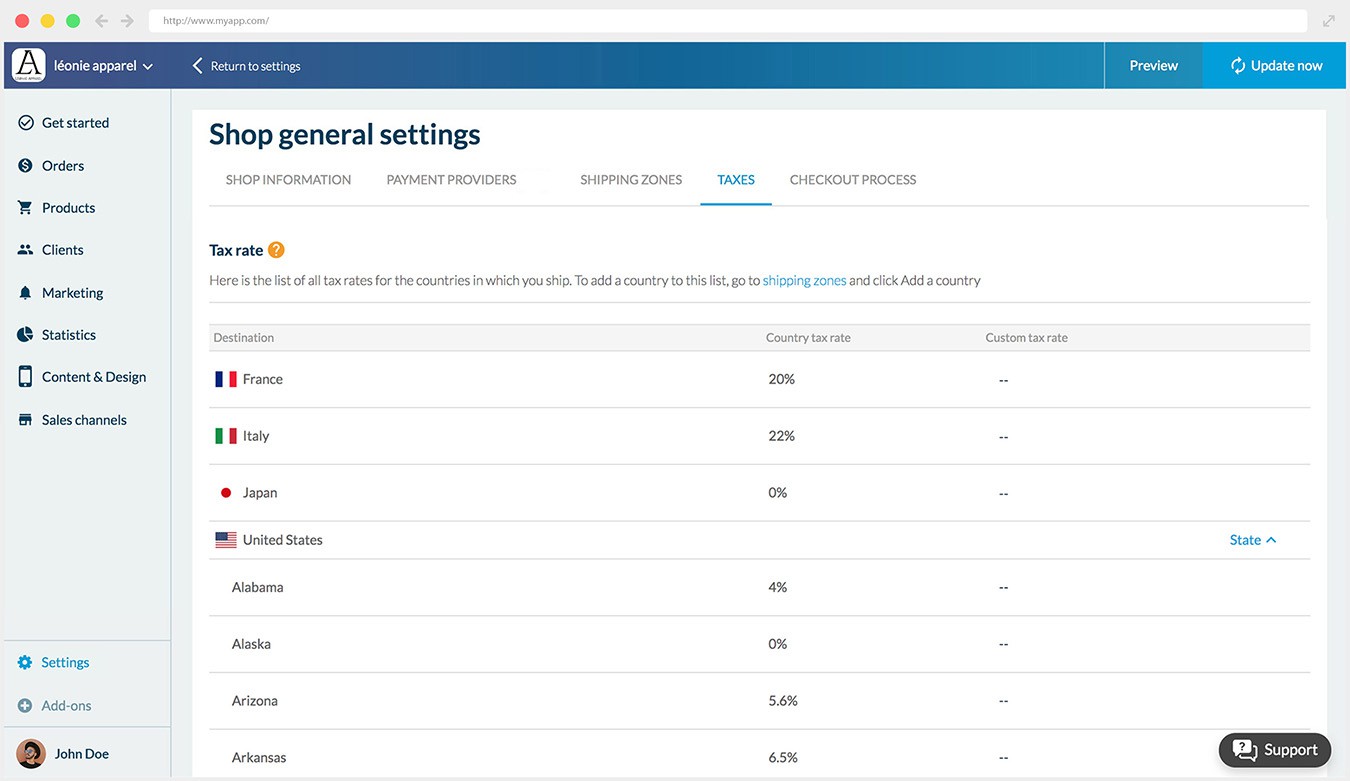 http://www.myapp.com/
A
léonie apparel
Return to settings
Preview
Update now
Get started
Orders
Products
Clients
Marketing
Statistics
Content & Design
Sales channels
Settings
Add-ons
John Doe
Shop general settings
SHOP INFORMATION PAYMENT PROVIDERS SHIPPING ZONES TAXES CHECKOUT PROCESS
Tax rate ?
Here is the list of all tax rates for the countries in which you ship. To add a country to this list, go to shipping zones and click Add a country
Destination Country tax rate Custom tax rate
France 20% --
Italy 22% --
Japan 0% --
United States State
Alabama 4% --
Alaska 0% --
Arizona 5.6% --
Arkansas 6.5% --
? Support